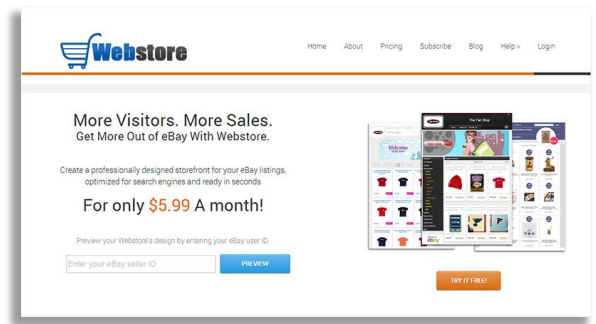 Webstore
Home About Pricing Subscribe Blog Help » Login
More Visitors. More Sales.
Get More Out of eBay With Webstore.
Create a professionally designed storefront for your eBay listings,
optimized for search engines and ready in seconds
For only $5.99 A month!
Preview your Webstore's design by entering your eBay user ID
Enter your eBay seller ID
PREVIEW
The Fan Shop
Welcome
ebay
TRY IT FREE!